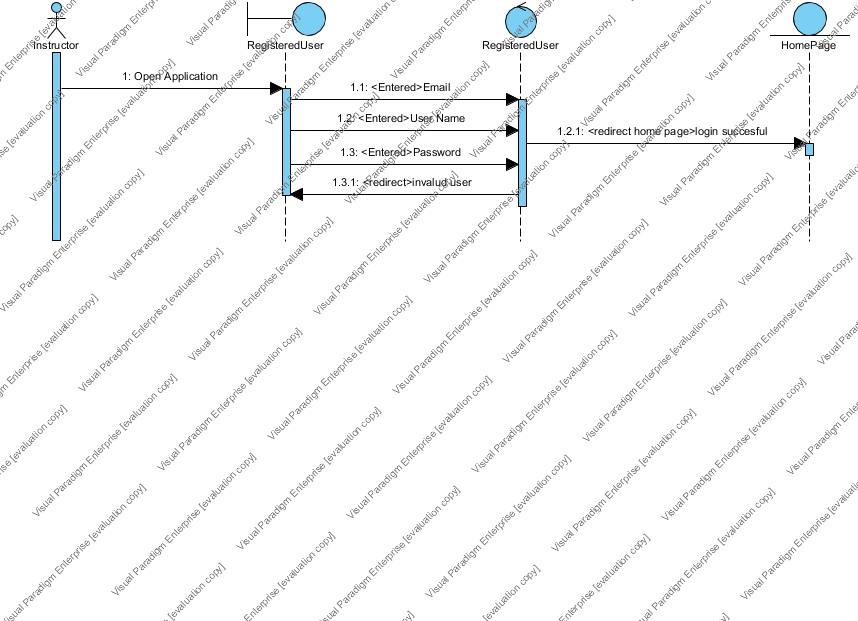 Instructor
RegisteredUser
RegisteredUser
HomePage
1: Open Application
1.1: <Entered>Email
1.2: <Entered>User Name
1.2.1: <redirect home page>login succesful
1.3: <Entered>Password
1.3.1: <redirect>invalud user
Visual Paradigm Enterprise [evaluation copy]